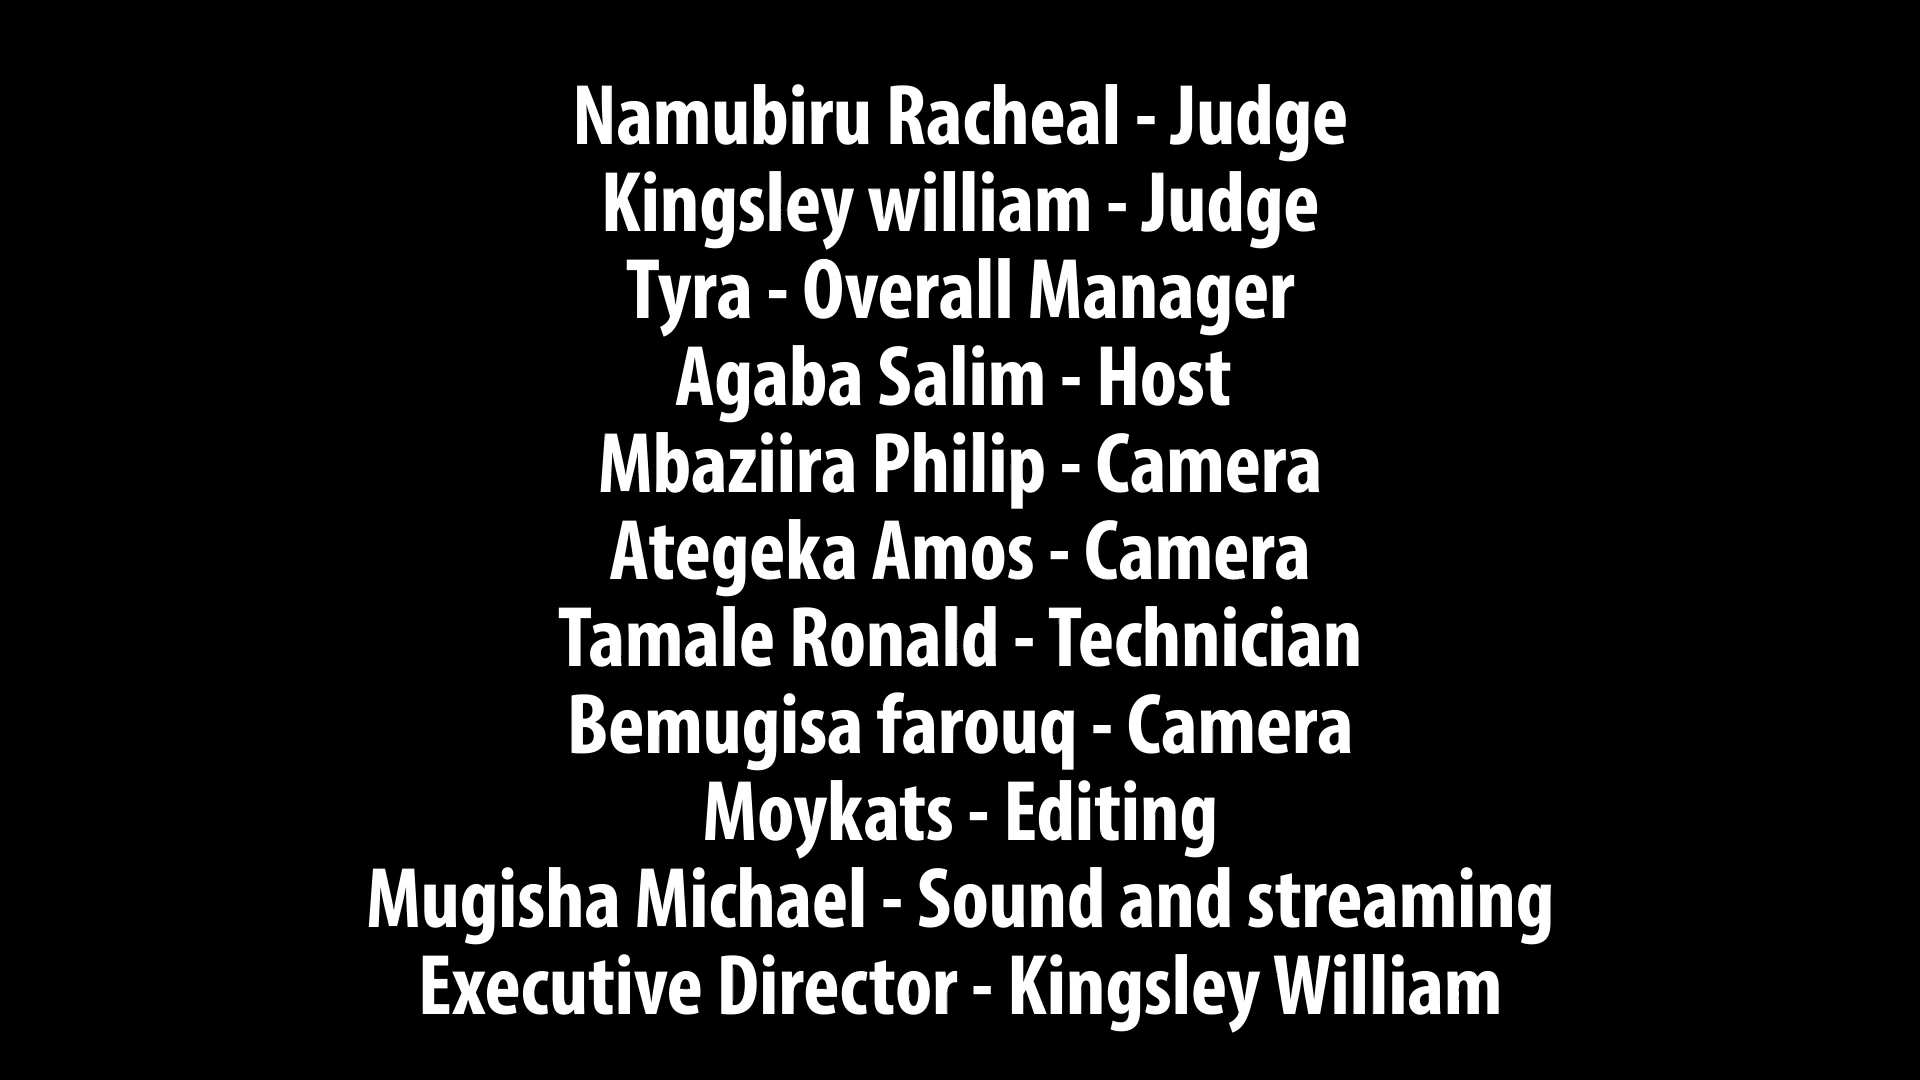 Namubiru Racheal - Judge
Kingsley william - Judge
Tyra - Overall Manager
Agaba Salim - Host
Mbaziira Philip - Camera
Ategeka Amos - Camera
Tamale Ronald - Technician
Bemugisa farouq - Camera
Moykats - Editing
Mugisha Michael - Sound and streaming
Executive Director - Kingsley William